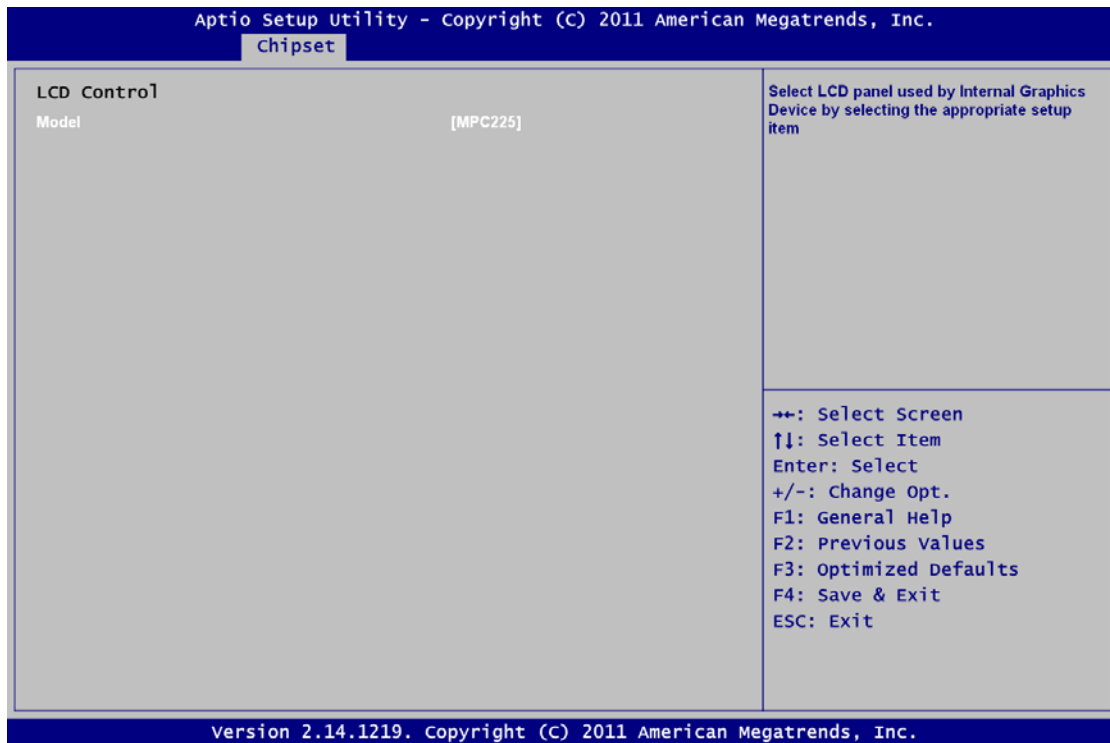 Aptio Setup Utility - Copyright (C) 2011 American Megatrends, Inc.
Chipset
LCD Control
Model [MPC225]
Select LCD panel used by Internal Graphics
Device by selecting the appropriate setup
item
→←: Select Screen
↑↓: Select Item
Enter: Select
+/-: Change Opt.
F1: General Help
F2: Previous Values
F3: Optimized Defaults
F4: Save & Exit
ESC: Exit
Version 2.14.1219. Copyright (C) 2011 American Megatrends, Inc.